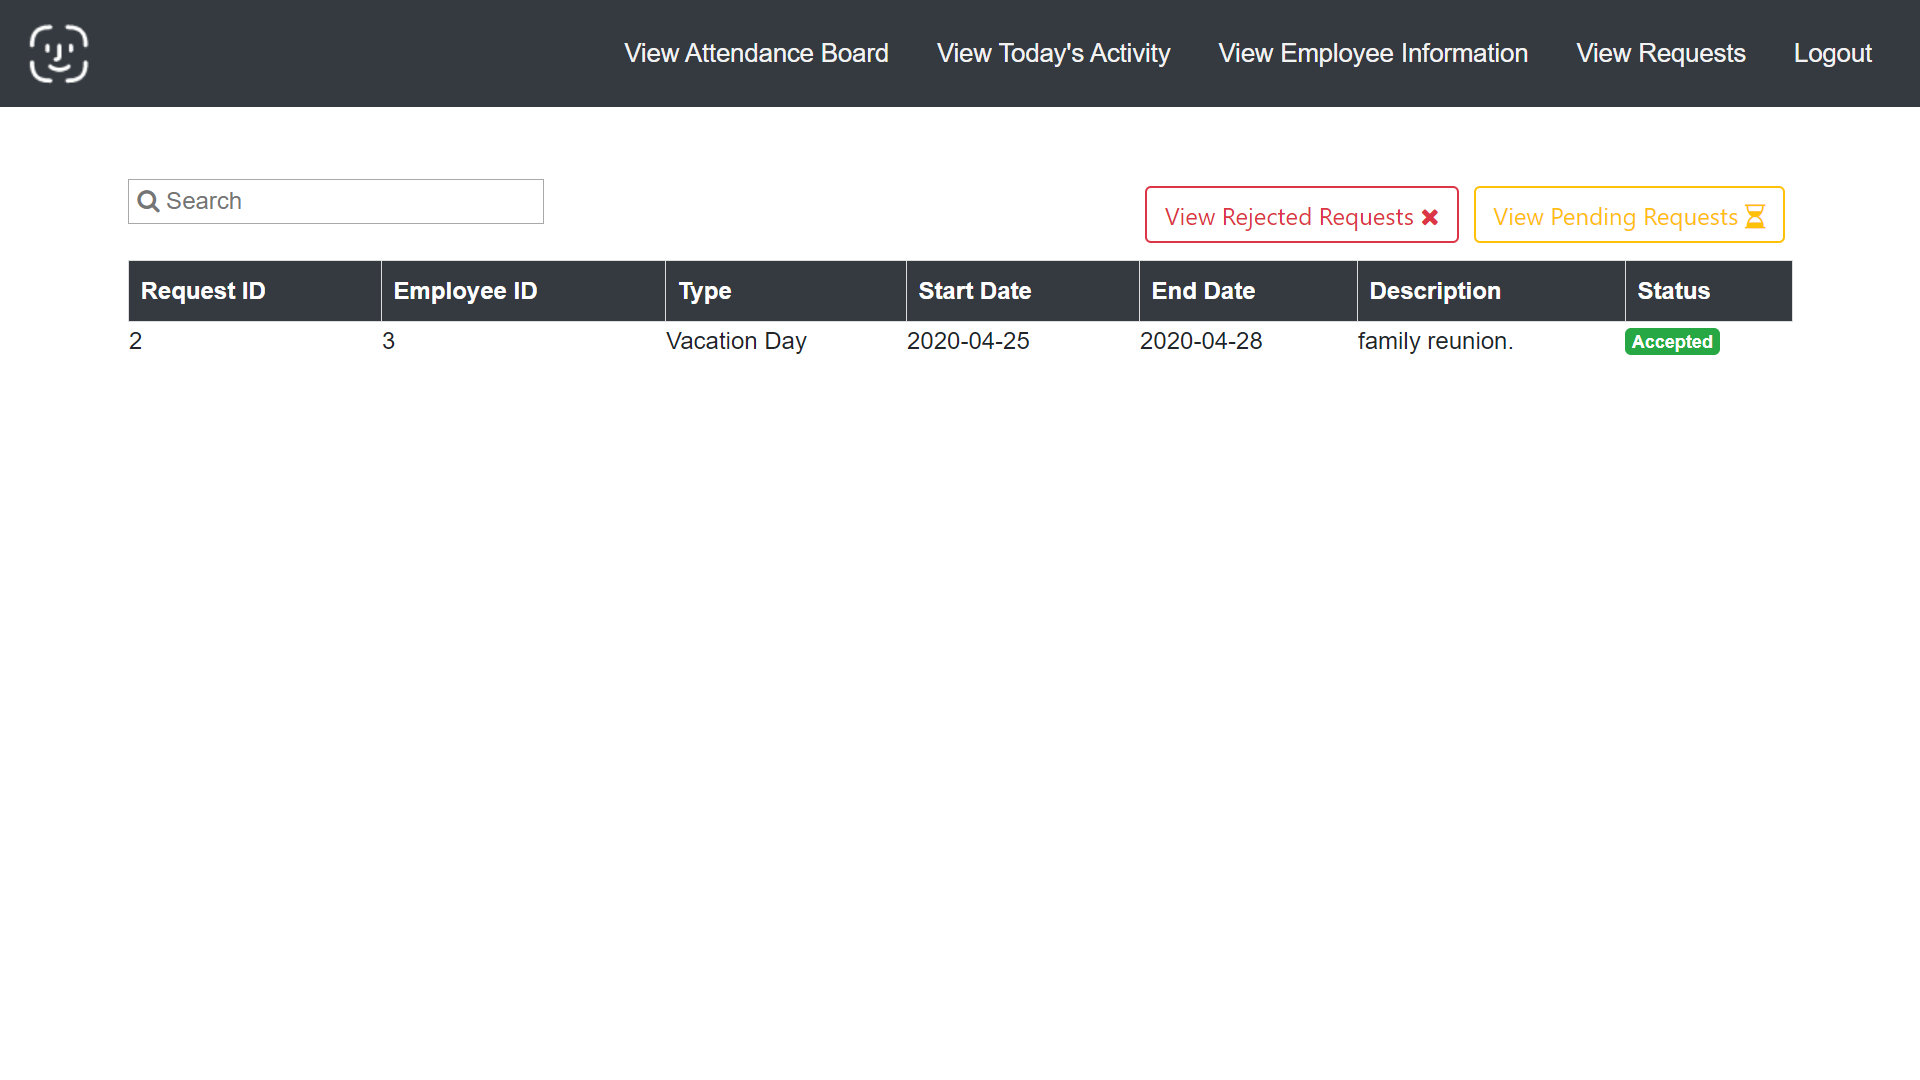 View Attendance Board View Today's Activity View Employee Information View Requests Logout
Search
View Rejected Requests View Pending Requests
Request ID Employee ID Type Start Date End Date Description Status
2 3 Vacation Day 2020-04-25 2020-04-28 family reunion. Accepted